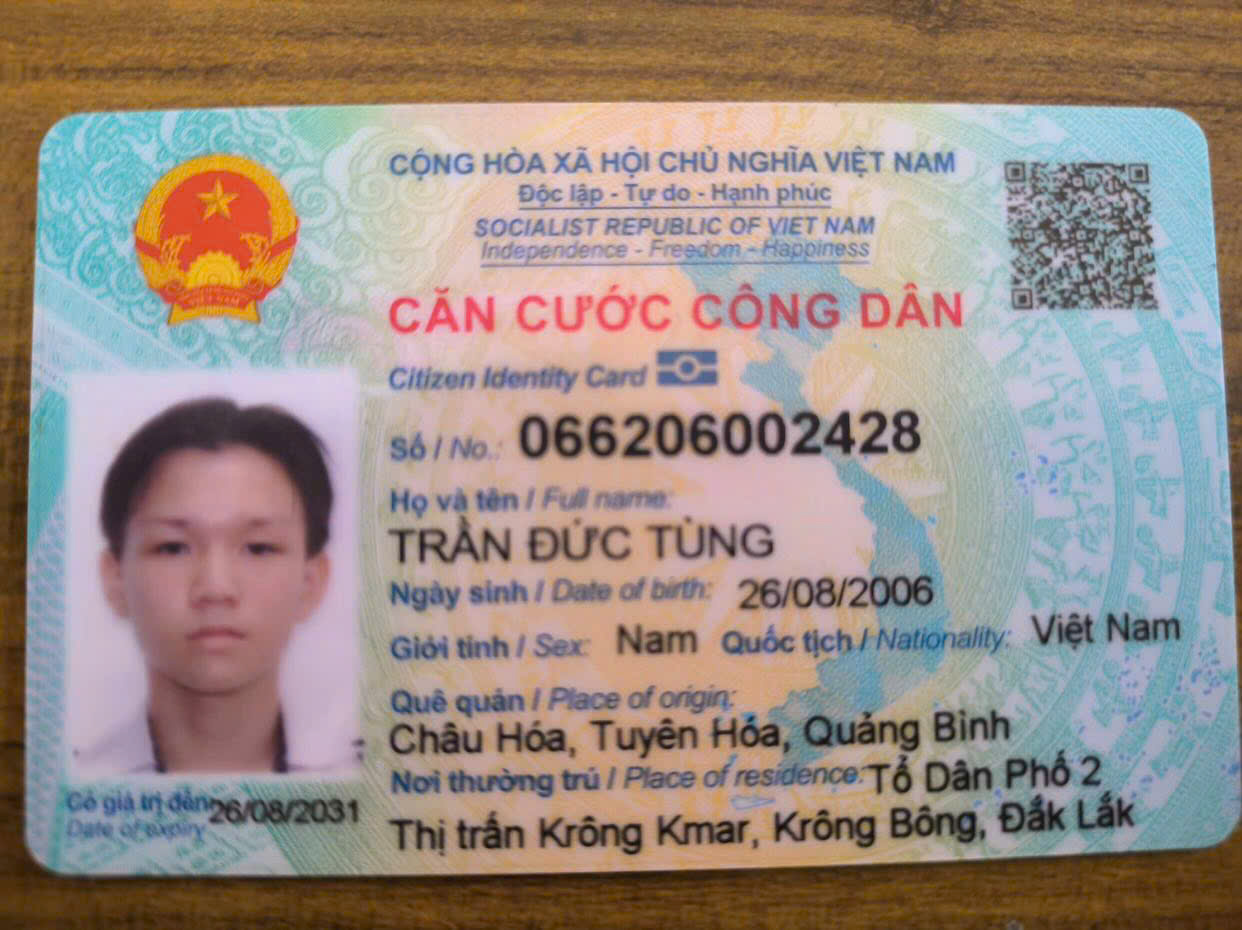 CỘNG HÒA XÃ HỘI CHỦ NGHĨA VIỆT NAM
Độc lập - Tự do - Hạnh phúc
SOCIALIST REPUBLIC OF VIET NAM
Independence - Freedom - Happiness
CĂN CƯỚC CÔNG DÂN
Citizen Identity Card
Số / No.: 066206002428
Họ và tên / Full name:
TRẦN ĐỨC TÙNG
Ngày sinh / Date of birth: 26/08/2006
Giới tính / Sex: Nam Quốc tịch / Nationality: Việt Nam
Quê quán / Place of origin:
Châu Hóa, Tuyên Hóa, Quảng Bình
Nơi thường trú / Place of residence: Tổ Dân Phố 2
Thị trấn Krông Kmar, Krông Bông, Đắk Lắk
Có giá trị đến 26/08/2031
Date of expiry